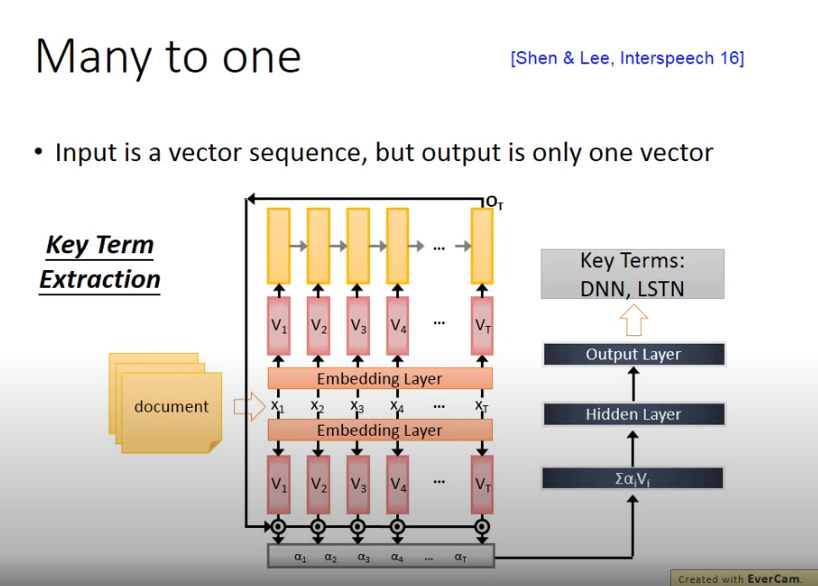 Many to one
[Shen & Lee, Interspeech 16]
• Input is a vector sequence, but output is only one vector
Key Term
Extraction
OT
V1 V2 V3 V4 ... VT
...
Embedding Layer
document
x1 x2 x3 x4 ... xT
Embedding Layer
V1 V2 V3 V4 ... VT
α1 α2 α3 α4 ... αT
Key Terms:
DNN, LSTN
Output Layer
Hidden Layer
ΣαiVi
Created with EverCam.